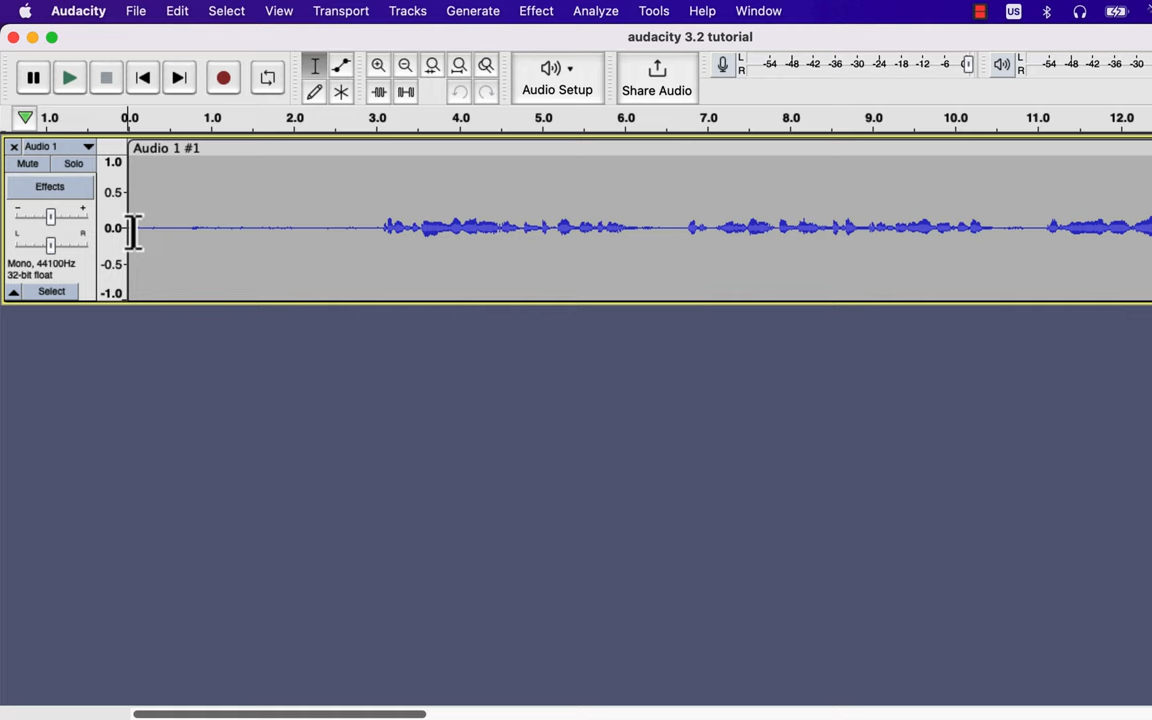 Audacity File Edit Select View Transport Tracks Generate Effect Analyze Tools Help Window US
audacity 3.2 tutorial
L -54 -48 -42 -36 -30 -24 -18 -12 -6 L -54 -48 -42 -36 -30
R R
Audio Setup Share Audio
1.0 0.0 1.0 2.0 3.0 4.0 5.0 6.0 7.0 8.0 9.0 10.0 11.0 12.0
Audio 1 Audio 1 #1
Mute Solo 1.0
Effects 0.5
- +
L R 0.0
Mono, 44100Hz -0.5
32-bit float
Select -1.0